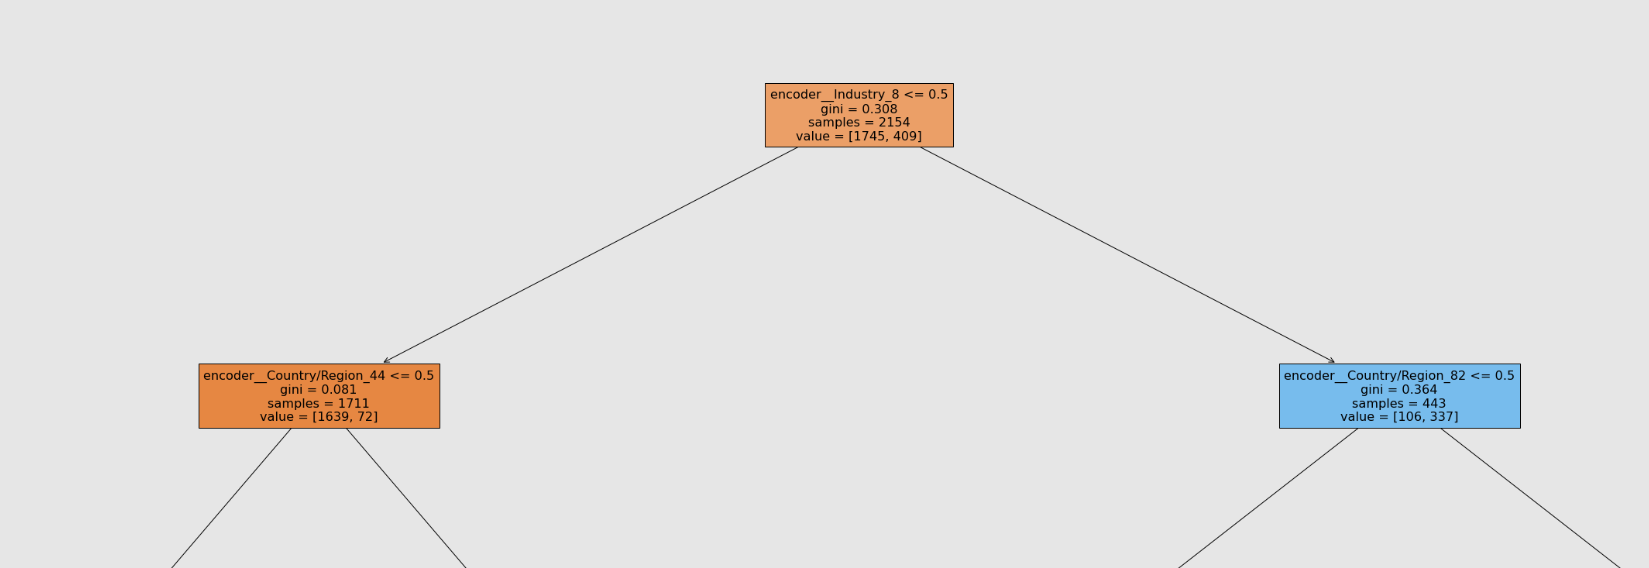 encoder__Industry_8 <= 0.5
gini = 0.308
samples = 2154
value = [1745, 409]
encoder__Country/Region_44 <= 0.5
gini = 0.081
samples = 1711
value = [1639, 72]
encoder__Country/Region_82 <= 0.5
gini = 0.364
samples = 443
value = [106, 337]